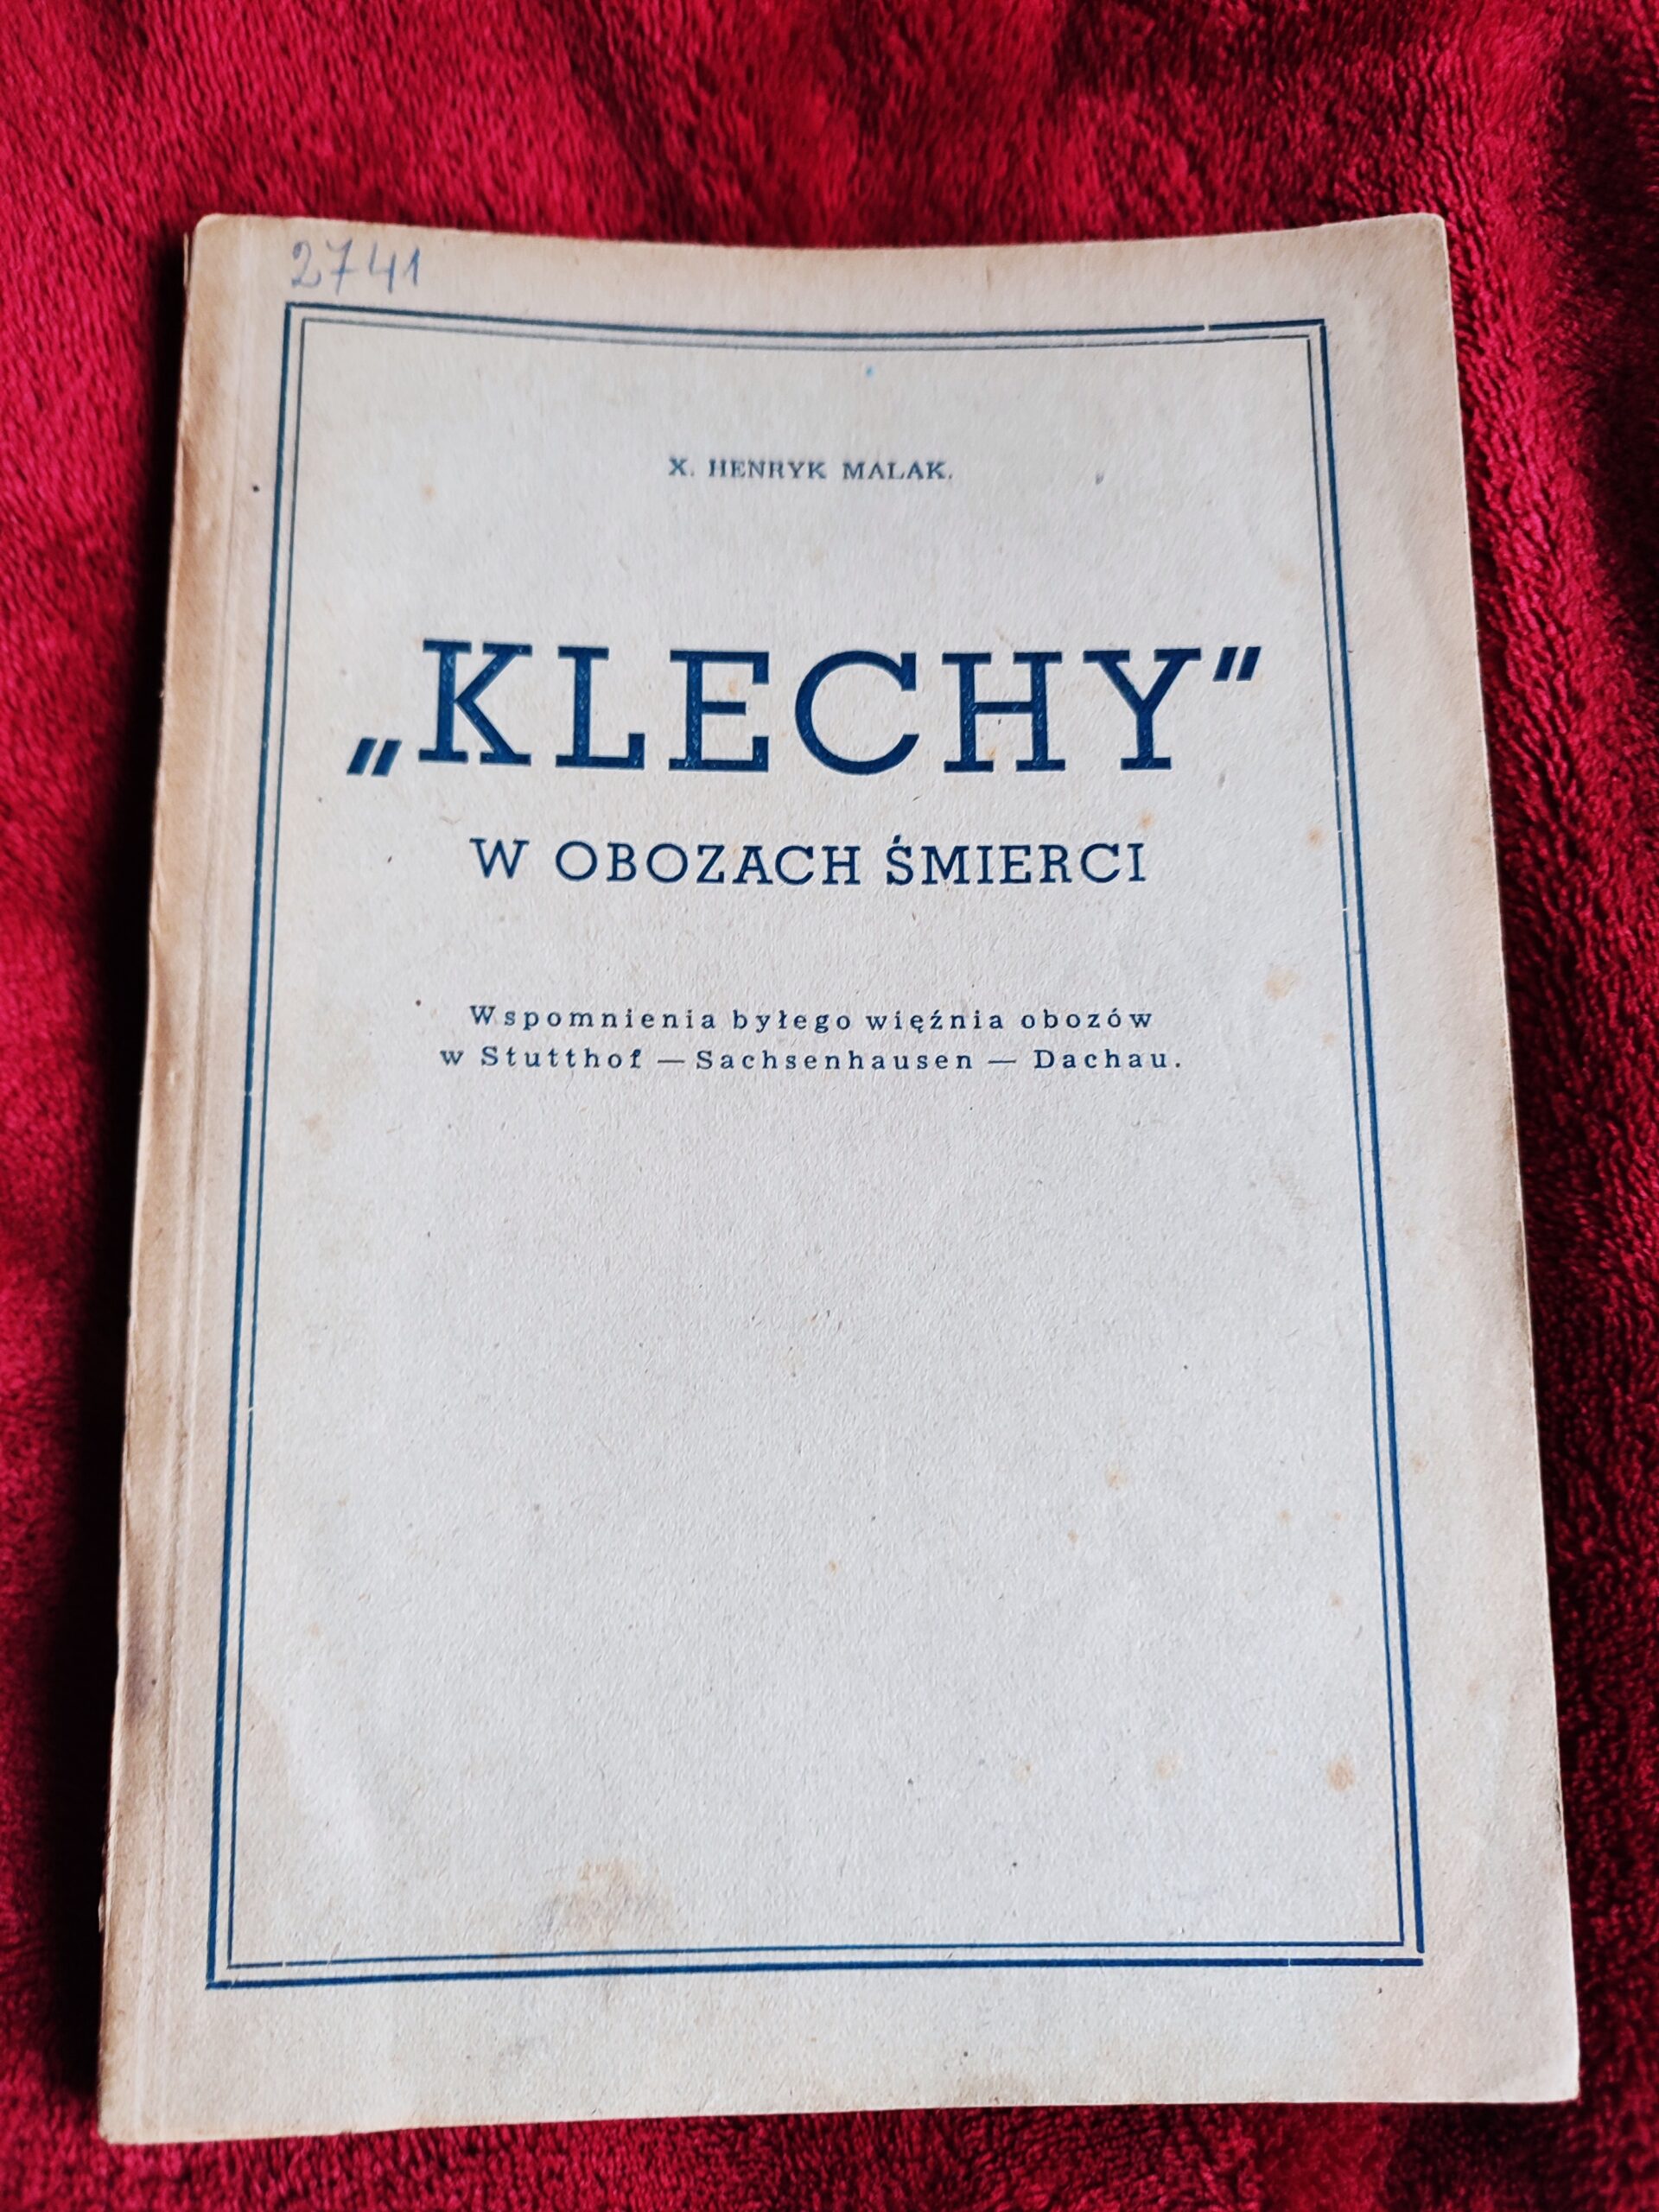 2741
X. HENRYK MALAK.
„KLECHY"
W OBOZACH ŚMIERCI
Wspomnienia byłego więźnia obozów
w Stutthof — Sachsenhausen — Dachau.